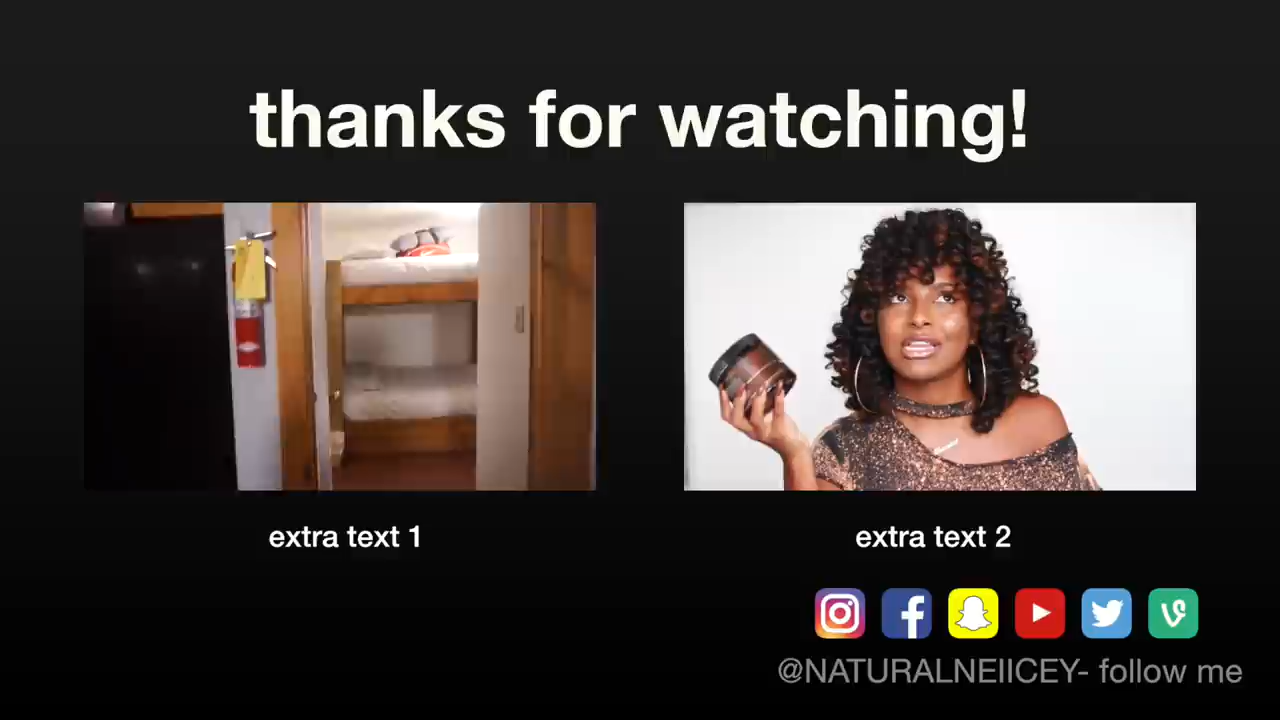 thanks for watching!
extra text 1
extra text 2
@NATURALNEIICEY- follow me